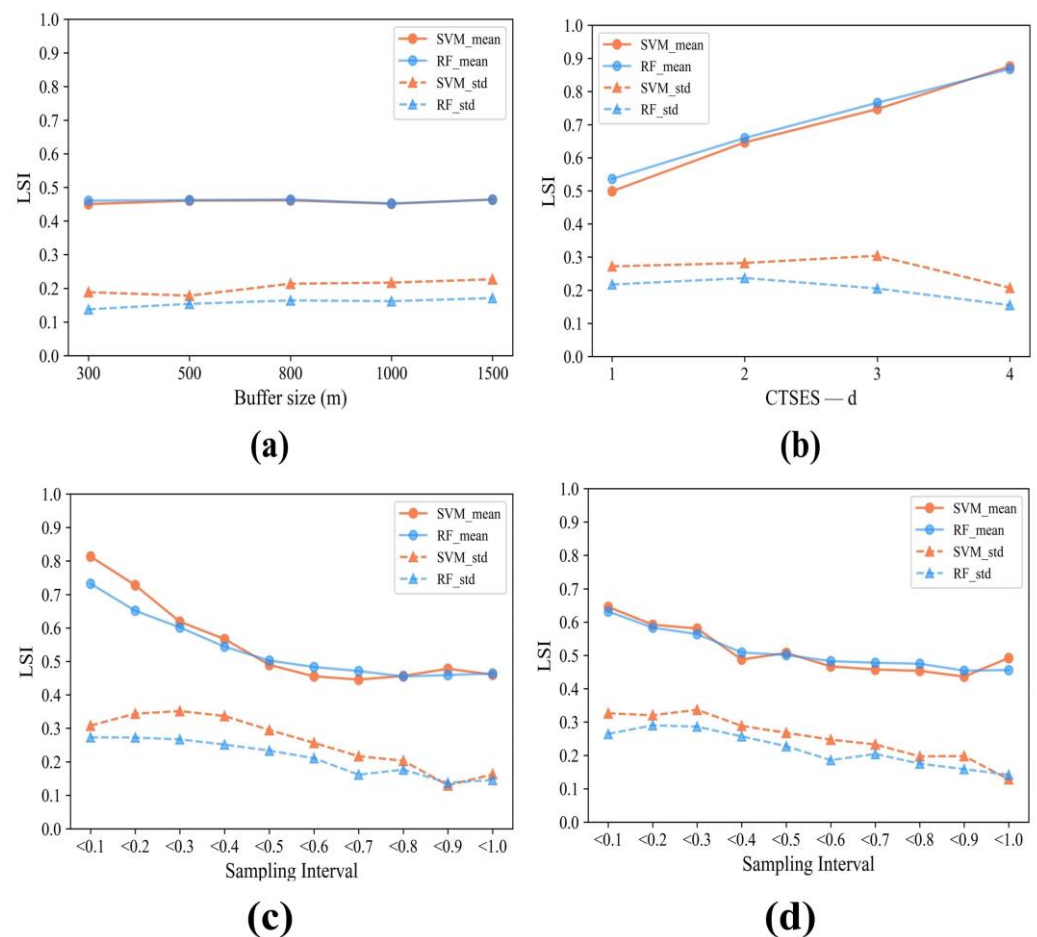 1.0
0.9
0.8
0.7
0.6
0.5
0.4
0.3
0.2
0.1
0.0
LSI
SVM_mean
RF_mean
SVM_std
RF_std
300 500 800 1000 1500
Buffer size (m)
(a)
1.0
0.9
0.8
0.7
0.6
0.5
0.4
0.3
0.2
0.1
0.0
LSI
SVM_mean
RF_mean
SVM_std
RF_std
1 2 3 4
CTSES — d
(b)
1.0
0.9
0.8
0.7
0.6
0.5
0.4
0.3
0.2
0.1
0.0
LSI
SVM_mean
RF_mean
SVM_std
RF_std
<0.1 <0.2 <0.3 <0.4 <0.5 <0.6 <0.7 <0.8 <0.9 <1.0
Sampling Interval
(c)
1.0
0.9
0.8
0.7
0.6
0.5
0.4
0.3
0.2
0.1
0.0
LSI
SVM_mean
RF_mean
SVM_std
RF_std
<0.1 <0.2 <0.3 <0.4 <0.5 <0.6 <0.7 <0.8 <0.9 <1.0
Sampling Interval
(d)